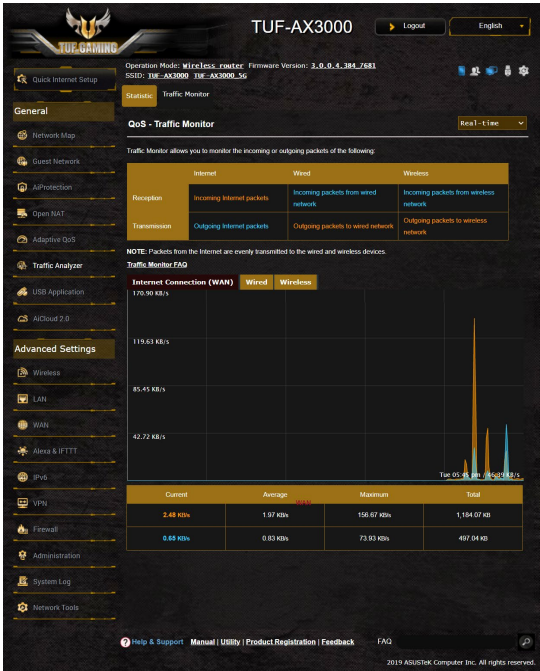 TUF GAMING
TUF-AX3000
Logout
English
Operation Mode: Wireless router Firmware Version: 3.0.0.4.384_7681
SSID: TUF-AX3000 TUF-AX3000_5G
Quick Internet Setup
General
Network Map
Guest Network
AiProtection
Open NAT
Adaptive QoS
Traffic Analyzer
USB Application
AiCloud 2.0
Advanced Settings
Wireless
LAN
WAN
Alexa & IFTTT
IPv6
VPN
Firewall
Administration
System Log
Network Tools
Statistic Traffic Monitor
QoS - Traffic Monitor
Real-time
Traffic Monitor allows you to monitor the incoming or outgoing packets of the following:
Internet Wired Wireless
Reception Incoming Internet packets Incoming packets from wired network Incoming packets from wireless network
Transmission Outgoing Internet packets Outgoing packets to wired network Outgoing packets to wireless network
NOTE: Packets from the Internet are evenly transmitted to the wired and wireless devices.
Traffic Monitor FAQ
Internet Connection (WAN) Wired Wireless
170.90 KB/s
119.63 KB/s
85.45 KB/s
42.72 KB/s
Tue 05:45 pm / 46.39 KB/s
Current Average Maximum Total
WAN
2.48 KB/s 1.97 KB/s 156.67 KB/s 1,184.07 KB
0.65 KB/s 0.83 KB/s 73.93 KB/s 497.04 KB
? Help & Support Manual | Utility | Product Registration | Feedback FAQ
2019 ASUSTeK Computer Inc. All rights reserved.